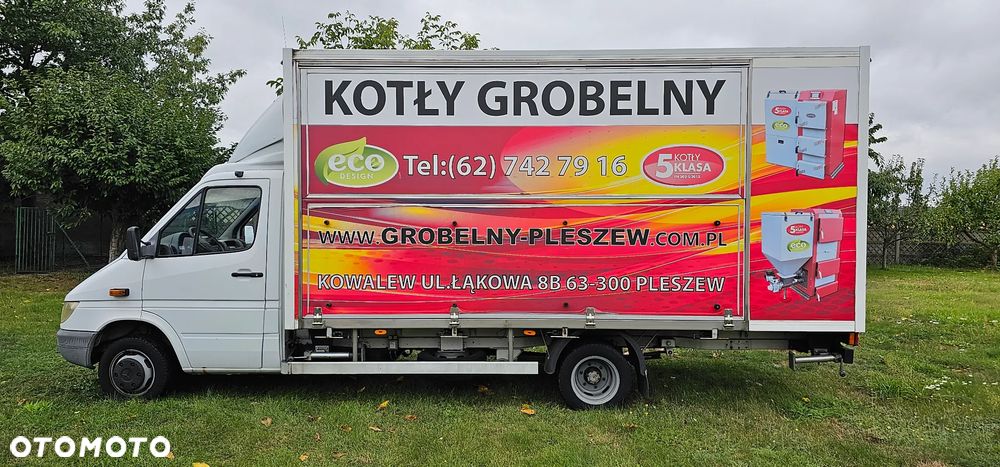 KOTŁY GROBELNY
eco
DESIGN
Tel:(62) 742 79 16
5 KOTŁY
KLASA
WWW.GROBELNY-PLESZEW.COM.PL
KOWALEW UL.ŁĄKOWA 8B 63-300 PLESZEW
OTOMOTO